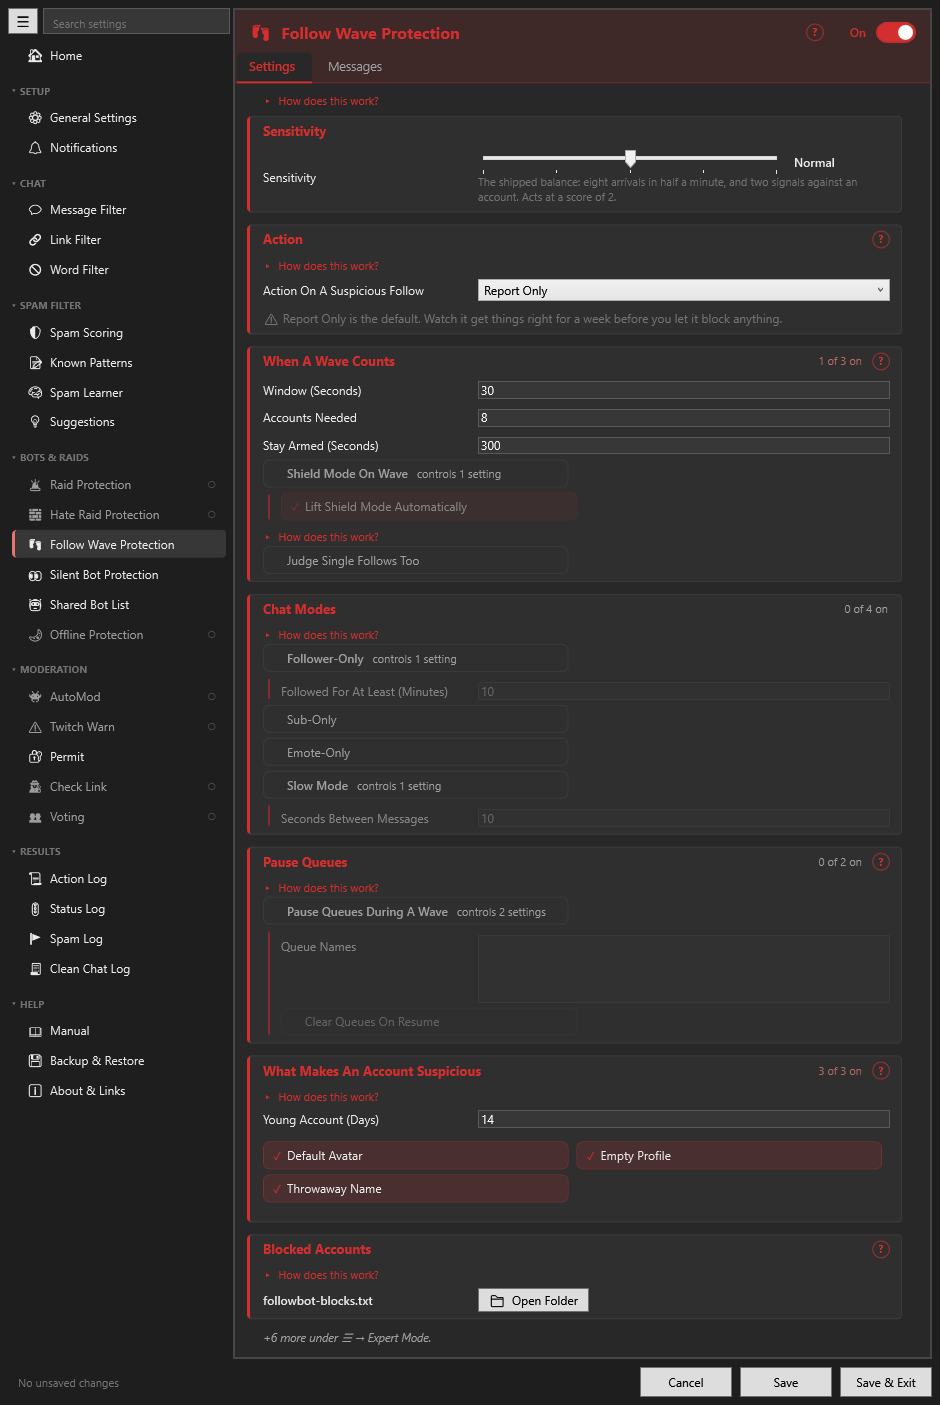 Search settings
Home
SETUP
General Settings
Notifications
CHAT
Message Filter
Link Filter
Word Filter
SPAM FILTER
Spam Scoring
Known Patterns
Spam Learner
Suggestions
BOTS & RAIDS
Raid Protection
Hate Raid Protection
Follow Wave Protection
Silent Bot Protection
Shared Bot List
Offline Protection
MODERATION
AutoMod
Twitch Warn
Permit
Check Link
Voting
RESULTS
Action Log
Status Log
Spam Log
Clean Chat Log
HELP
Manual
Backup & Restore
About & Links
No unsaved changes
Follow Wave Protection
? On
Settings Messages
How does this work?
Sensitivity
Sensitivity
Normal
The shipped balance: eight arrivals in half a minute, and two signals against an
account. Acts at a score of 2.
Action ?
How does this work?
Action On A Suspicious Follow Report Only
Report Only is the default. Watch it get things right for a week before you let it block anything.
When A Wave Counts 1 of 3 on ?
Window (Seconds) 30
Accounts Needed 8
Stay Armed (Seconds) 300
Shield Mode On Wave controls 1 setting
✓ Lift Shield Mode Automatically
How does this work?
Judge Single Follows Too
Chat Modes 0 of 4 on
How does this work?
Follower-Only controls 1 setting
Followed For At Least (Minutes) 10
Sub-Only
Emote-Only
Slow Mode controls 1 setting
Seconds Between Messages 10
Pause Queues 0 of 2 on ?
How does this work?
Pause Queues During A Wave controls 2 settings
Queue Names
Clear Queues On Resume
What Makes An Account Suspicious 3 of 3 on ?
How does this work?
Young Account (Days) 14
✓ Default Avatar ✓ Empty Profile
✓ Throwaway Name
Blocked Accounts ?
How does this work?
followbot-blocks.txt Open Folder
+6 more under ☰ → Expert Mode.
Cancel Save Save & Exit